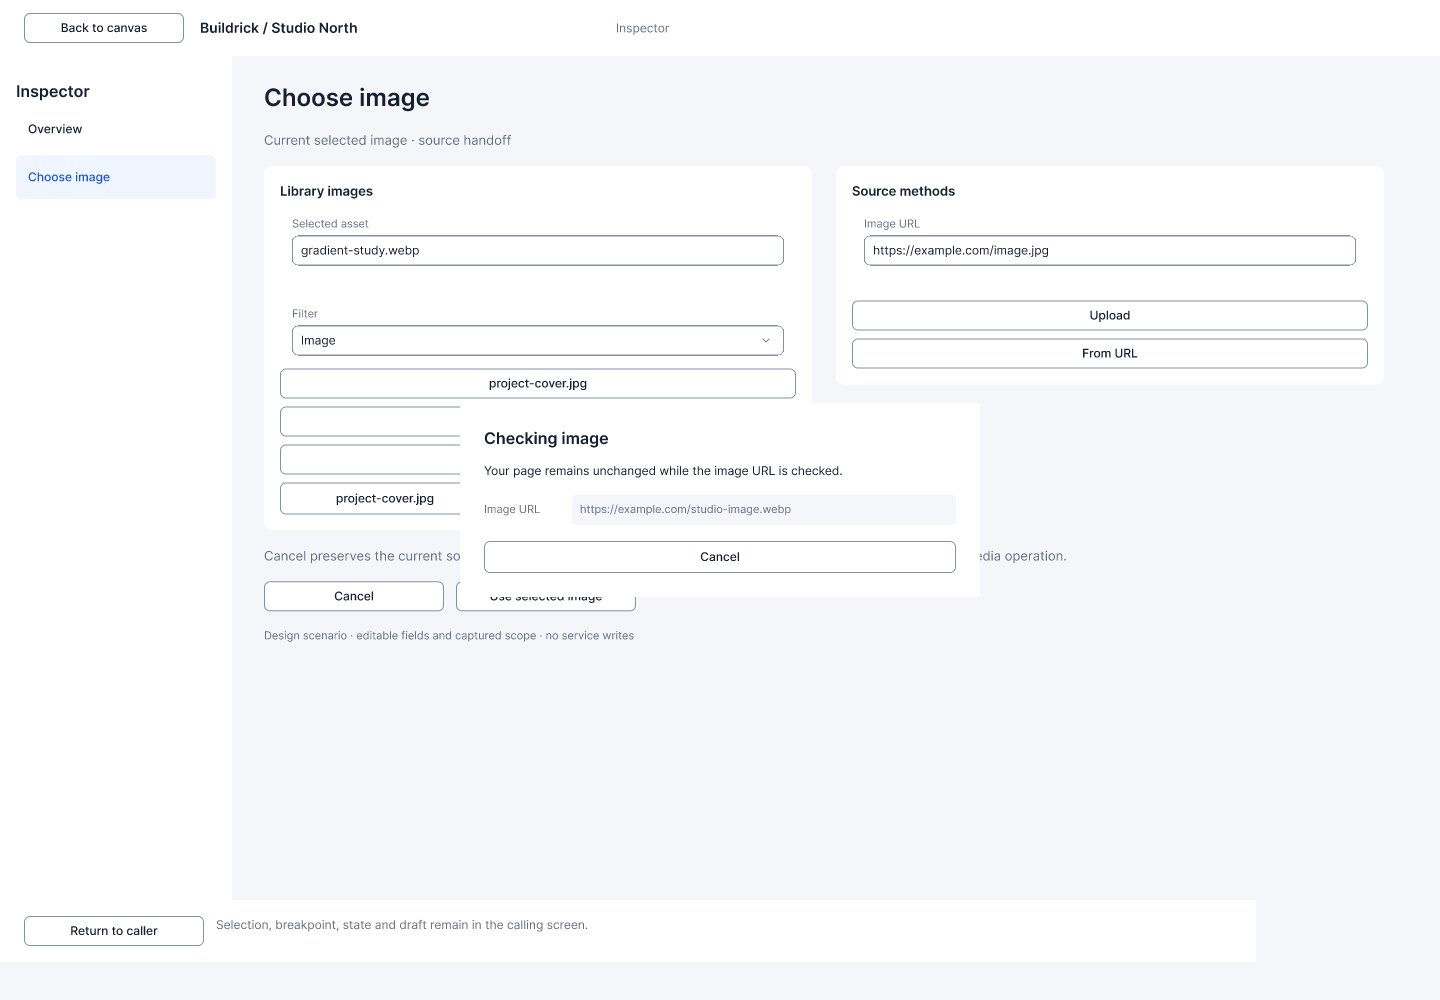 Back to canvas
Buildrick / Studio North
Inspector
Inspector
Overview
Choose image
Choose image
Current selected image · source handoff
Library images
Selected asset
gradient-study.webp
Filter
Image
project-cover.jpg
project-cover.jpg
Source methods
Image URL
https://example.com/image.jpg
Upload
From URL
Checking image
Your page remains unchanged while the image URL is checked.
Image URL
https://example.com/studio-image.webp
Cancel
Cancel preserves the current so
edia operation.
Cancel
Use selected image
Design scenario · editable fields and captured scope · no service writes
Return to caller
Selection, breakpoint, state and draft remain in the calling screen.